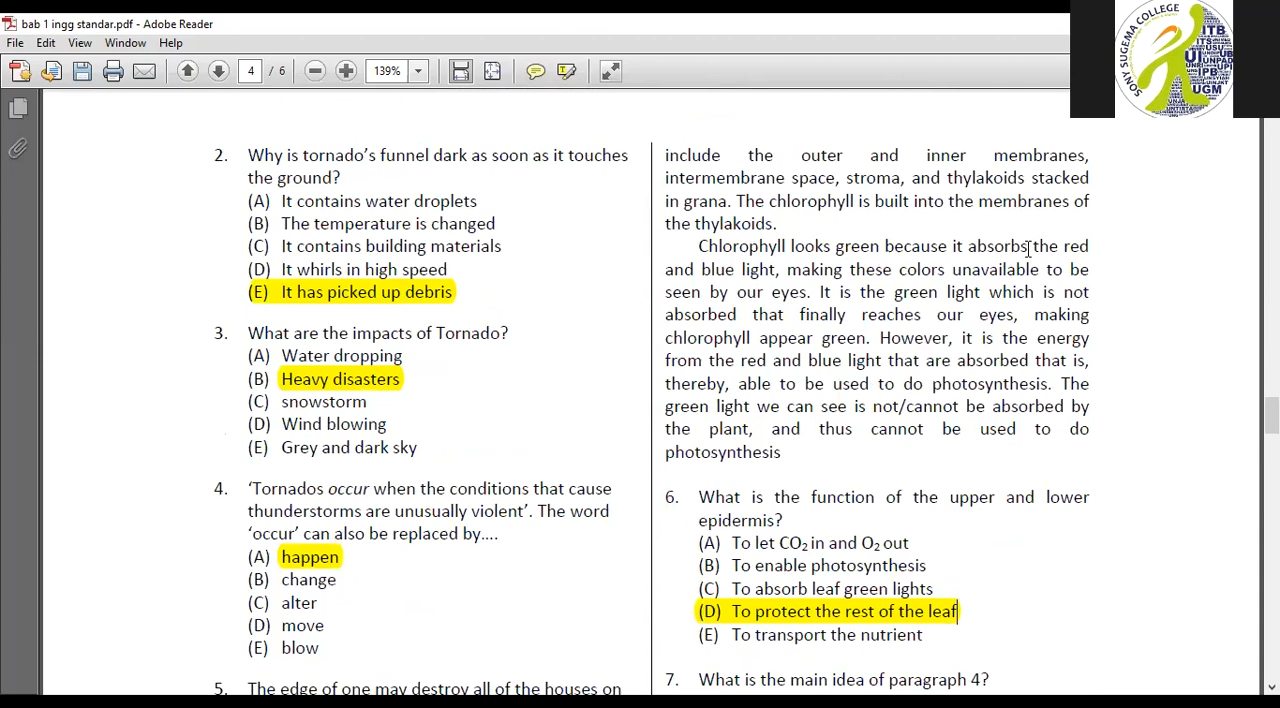 bab 1 ingg standar.pdf - Adobe Reader
File Edit View Window Help
4 / 6 139%
SONY SUGEMA COLLEGE
ITB
UI
IPB
UGM
2. Why is tornado's funnel dark as soon as it touches
the ground?
(A) It contains water droplets
(B) The temperature is changed
(C) It contains building materials
(D) It whirls in high speed
(E) It has picked up debris
3. What are the impacts of Tornado?
(A) Water dropping
(B) Heavy disasters
(C) snowstorm
(D) Wind blowing
(E) Grey and dark sky
4. 'Tornados occur when the conditions that cause
thunderstorms are unusually violent'. The word
'occur' can also be replaced by....
(A) happen
(B) change
(C) alter
(D) move
(E) blow
5. The edge of one may destroy all of the houses on
include the outer and inner membranes,
intermembrane space, stroma, and thylakoids stacked
in grana. The chlorophyll is built into the membranes of
the thylakoids.
Chlorophyll looks green because it absorbs the red
and blue light, making these colors unavailable to be
seen by our eyes. It is the green light which is not
absorbed that finally reaches our eyes, making
chlorophyll appear green. However, it is the energy
from the red and blue light that are absorbed that is,
thereby, able to be used to do photosynthesis. The
green light we can see is not/cannot be absorbed by
the plant, and thus cannot be used to do
photosynthesis
6. What is the function of the upper and lower
epidermis?
(A) To let CO₂ in and O₂ out
(B) To enable photosynthesis
(C) To absorb leaf green lights
(D) To protect the rest of the leaf
(E) To transport the nutrient
7. What is the main idea of paragraph 4?